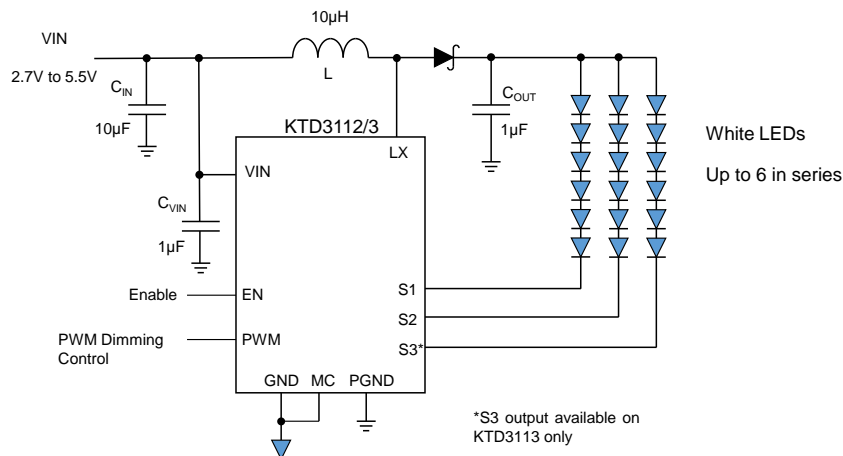 10µH
VIN
2.7V to 5.5V
L
CIN
10µF
COUT
1µF
KTD3112/3
LX
White LEDs
Up to 6 in series
VIN
CVIN
1µF
Enable
EN
S1
S2
PWM Dimming
Control
PWM
S3*
GND MC PGND
*S3 output available on
KTD3113 only